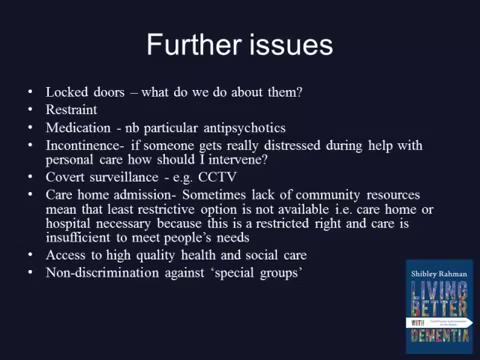 Further issues
• Locked doors – what do we do about them?
• Restraint
• Medication - nb particular antipsychotics
• Incontinence- if someone gets really distressed during help with
personal care how should I intervene?
• Covert surveillance - e.g. CCTV
• Care home admission- Sometimes lack of community resources
mean that least restrictive option is not available i.e. care home or
hospital necessary because this is a restricted right and care is
insufficient to meet people's needs
• Access to high quality health and social care
• Non-discrimination against 'special groups'
Shibley Rahman
LIVING
BETTER
WITH
DEMENTIA